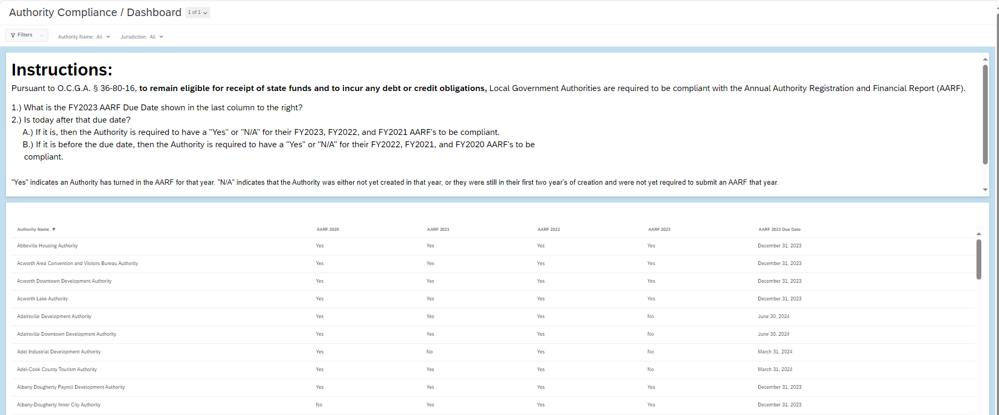 Authority Compliance / Dashboard 1 of 1
Filters Authority Name: All Jurisdiction: All
Instructions:
Pursuant to O.C.G.A. § 36-80-16, to remain eligible for receipt of state funds and to incur any debt or credit obligations, Local Government Authorities are required to be compliant with the Annual Authority Registration and Financial Report (AARF).
1.) What is the FY2023 AARF Due Date shown in the last column to the right?
2.) Is today after that due date?
A.) If it is, then the Authority is required to have a "Yes" or "N/A" for their FY2023, FY2022, and FY2021 AARF's to be compliant.
B.) If it is before the due date, then the Authority is required to have a "Yes" or "N/A" for their FY2022, FY2021, and FY2020 AARF's to be
compliant.
"Yes" indicates an Authority has turned in the AARF for that year. "N/A" indicates that the Authority was either not yet created in that year, or they were still in their first two year's of creation and were not yet required to submit an AARF that year.
Authority Name AARF 2020 AARF 2021 AARF 2022 AARF 2023 AARF 2023 Due Date
Abbeville Housing Authority Yes Yes Yes Yes December 31, 2023
Acworth Area Convention and Visitors Bureau Authority Yes Yes Yes Yes December 31, 2023
Acworth Downtown Development Authority Yes Yes Yes Yes December 31, 2023
Acworth Lake Authority Yes Yes Yes Yes December 31, 2023
Adairsville Development Authority Yes Yes Yes No June 30, 2024
Adairsville Downtown Development Authority Yes Yes Yes No June 30, 2024
Adel Industrial Development Authority Yes No Yes No March 31, 2024
Adel-Cook County Tourism Authority Yes Yes Yes No March 31, 2024
Albany Dougherty Payroll Development Authority Yes Yes Yes Yes December 31, 2023
Albany-Dougherty Inner City Authority No Yes Yes Yes December 31, 2023